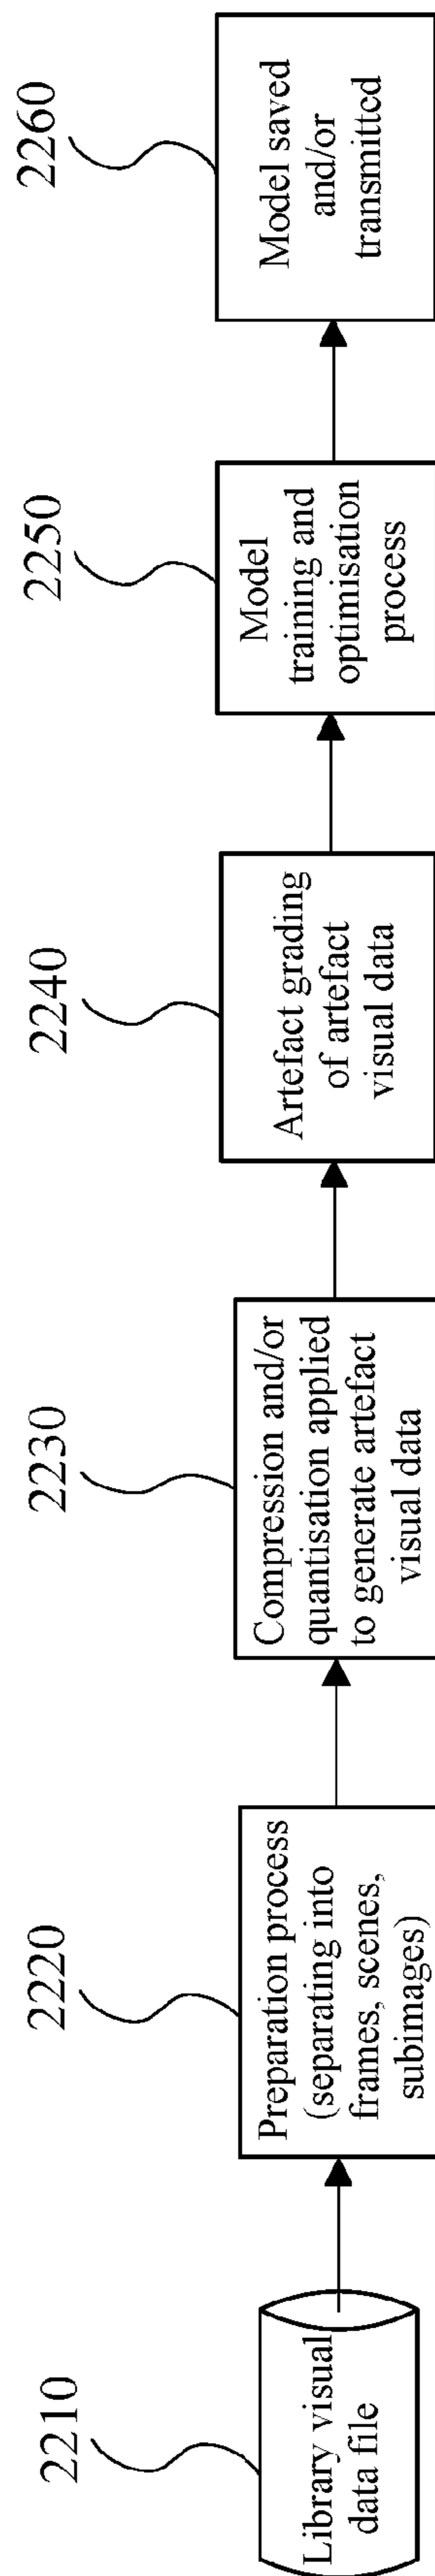 2210
Library visual
data file
2220
Preparation process
(separating into
frames, scenes,
subimages)
2230
Compression and/or
quantisation applied
to generate artefact
visual data
2240
Artefact grading
of artefact
visual data
2250
Model
training and
optimisation
process
2260
Model saved
and/or
transmitted